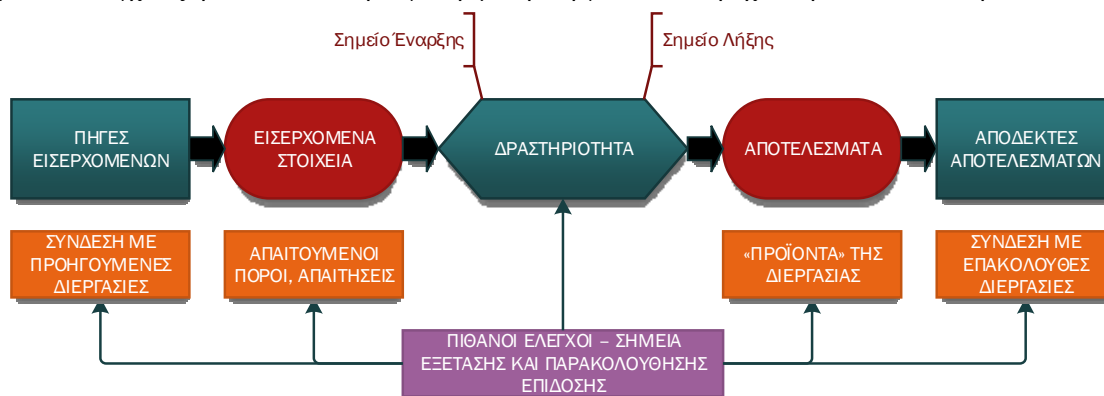 Σημείο Έναρξης
Σημείο Λήξης
ΠΗΓΕΣ
ΕΙΣΕΡΧΟΜΕΝΩΝ
ΕΙΣΕΡΧΟΜΕΝΑ
ΣΤΟΙΧΕΙΑ
ΔΡΑΣΤΗΡΙΟΤΗΤΑ
ΑΠΟΤΕΛΕΣΜΑΤΑ
ΑΠΟΔΕΚΤΕΣ
ΑΠΟΤΕΛΕΣΜΑΤΩΝ
ΣΥΝΔΕΣΗ ΜΕ
ΠΡΟΗΓΟΥΜΕΝΕΣ
ΔΙΕΡΓΑΣΙΕΣ
ΑΠΑΙΤΟΥΜΕΝΟΙ
ΠΟΡΟΙ, ΑΠΑΙΤΗΣΕΙΣ
«ΠΡΟΪΟΝΤΑ» ΤΗΣ
ΔΙΕΡΓΑΣΙΑΣ
ΣΥΝΔΕΣΗ ΜΕ
ΕΠΑΚΟΛΟΥΘΕΣ
ΔΙΕΡΓΑΣΙΕΣ
ΠΙΘΑΝΟΙ ΕΛΕΓΧΟΙ – ΣΗΜΕΙΑ
ΕΞΕΤΑΣΗΣ ΚΑΙ ΠΑΡΑΚΟΛΟΥΘΗΣΗΣ
ΕΠΙΔΟΣΗΣ